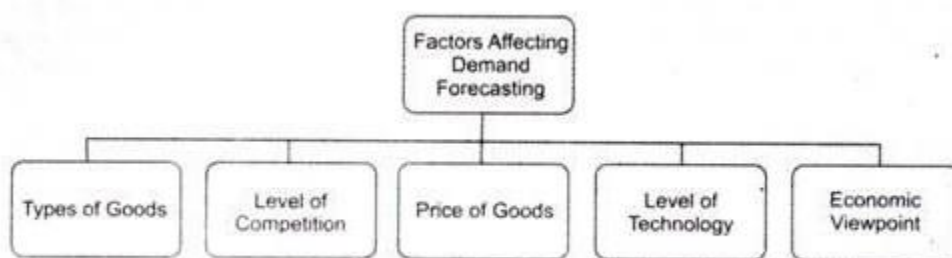 Factors Affecting
Demand
Forecasting
Types of Goods
Level of
Competition
Price of Goods
Level of
Technology
Economic
Viewpoint